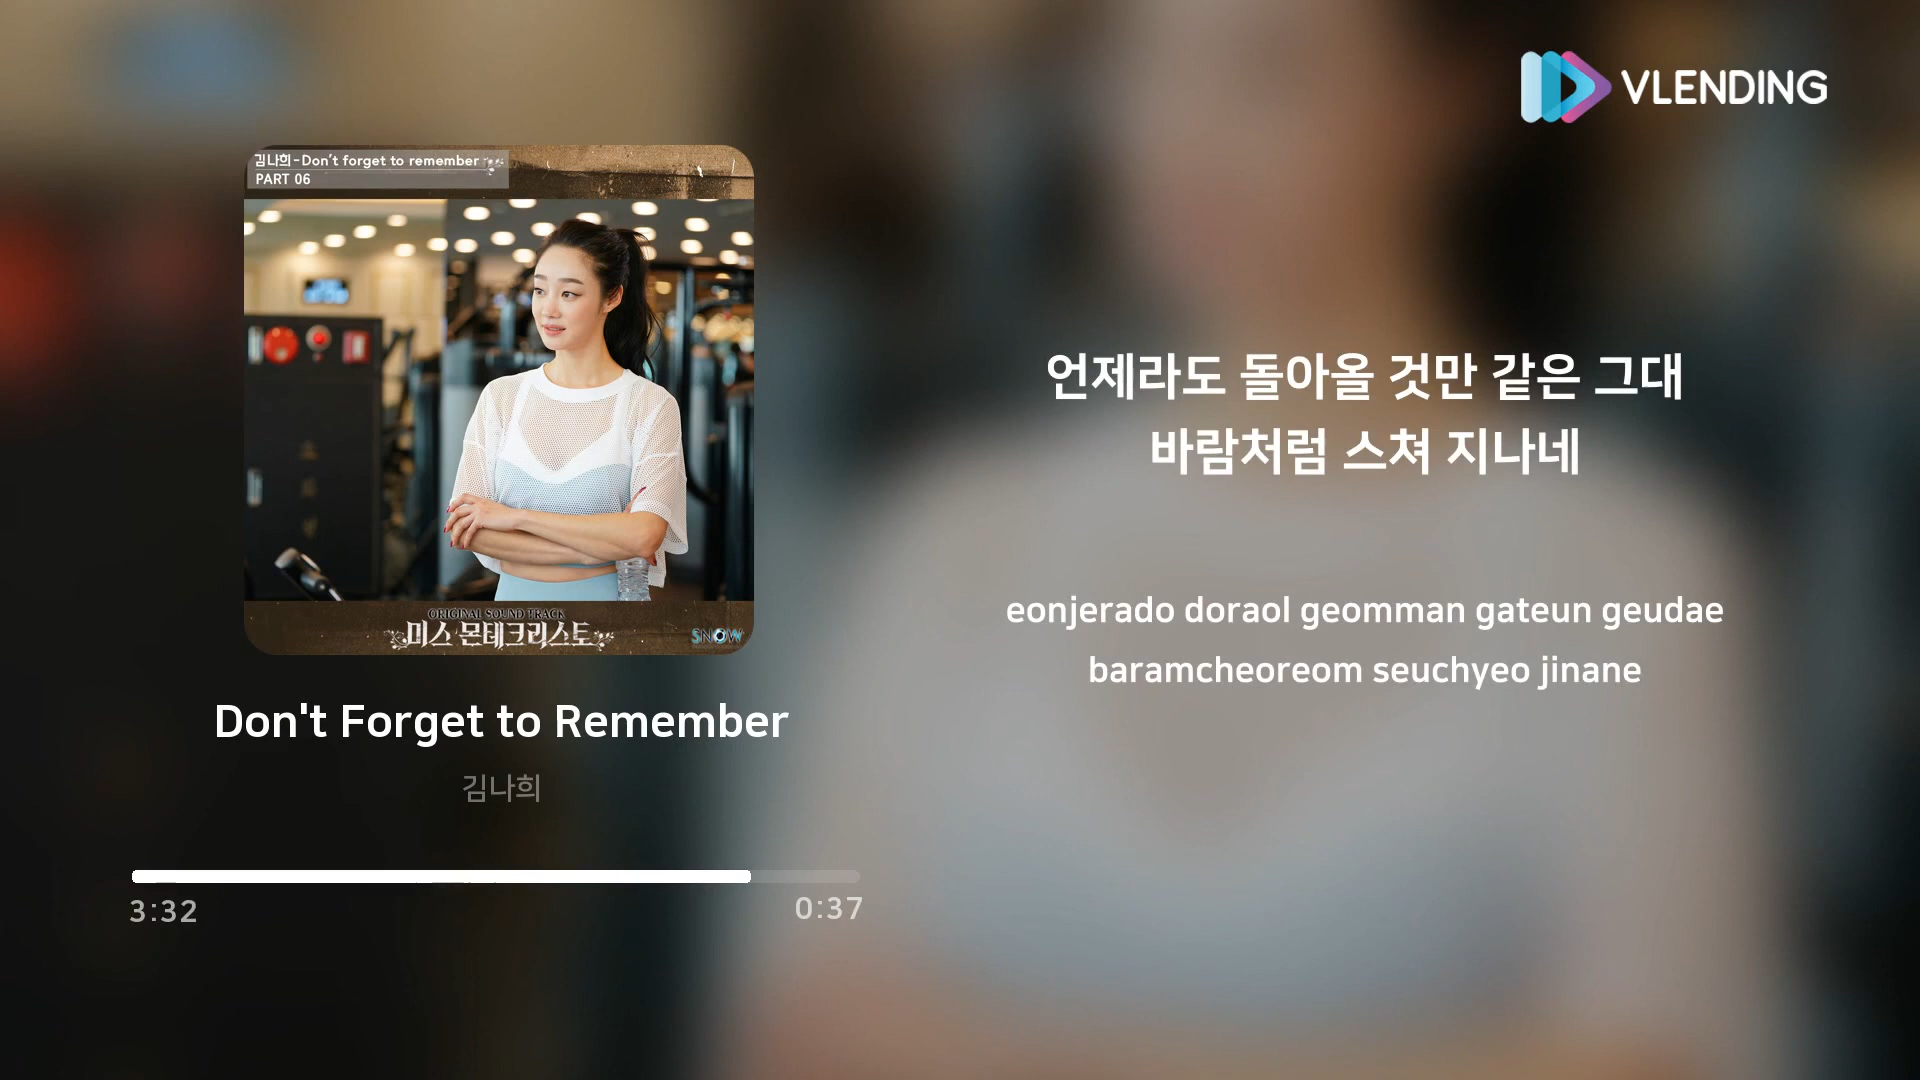 VLENDING
김나희-Don't forget to remember
PART 06
ORIGINAL SOUND TRACK
미스 몬테크리스토
SNOW
Don't Forget to Remember
김나희
3:32
0:37
언제라도 돌아올 것만 같은 그대
바람처럼 스쳐 지나네
eonjerado doraol geomman gateun geudae
baramcheoreom seuchyeo jinane